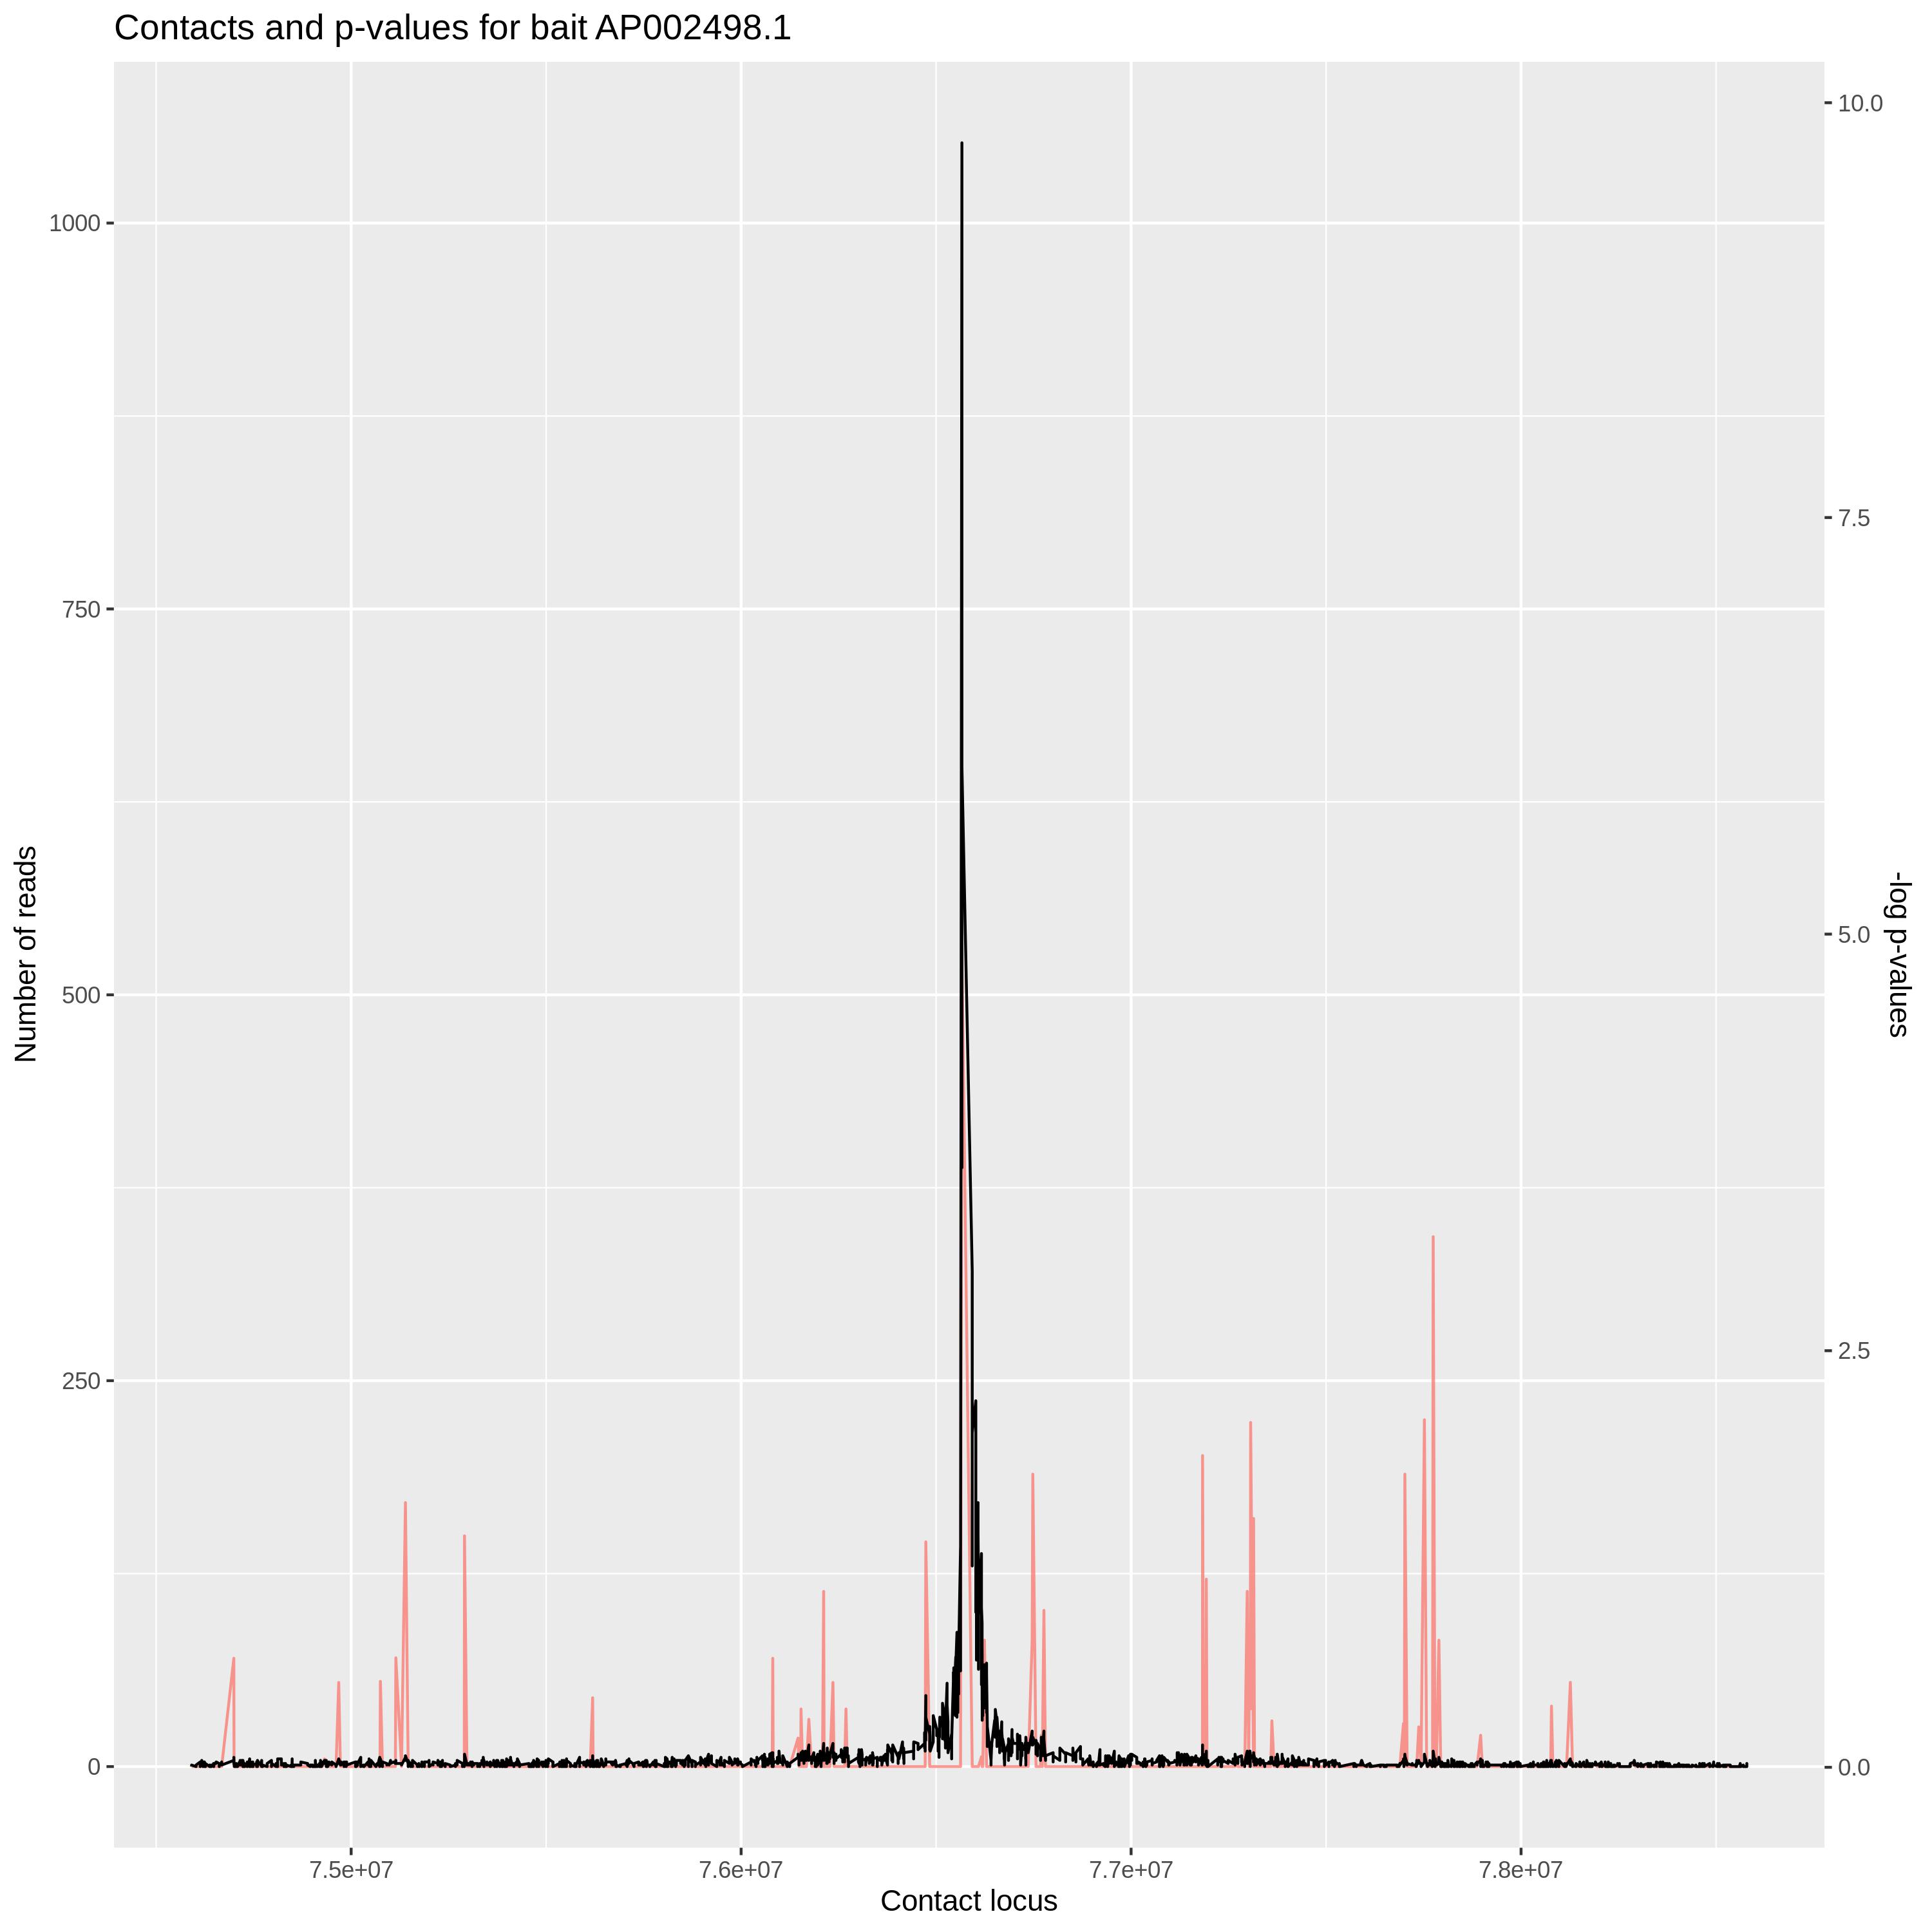 Contacts and p-values for bait AP002498.1
10.0
1000
7.5
750
5.0
500
2.5
250
0
0.0
Number of reads
-log p-values
7.5e+07 7.6e+07 7.7e+07 7.8e+07
Contact locus